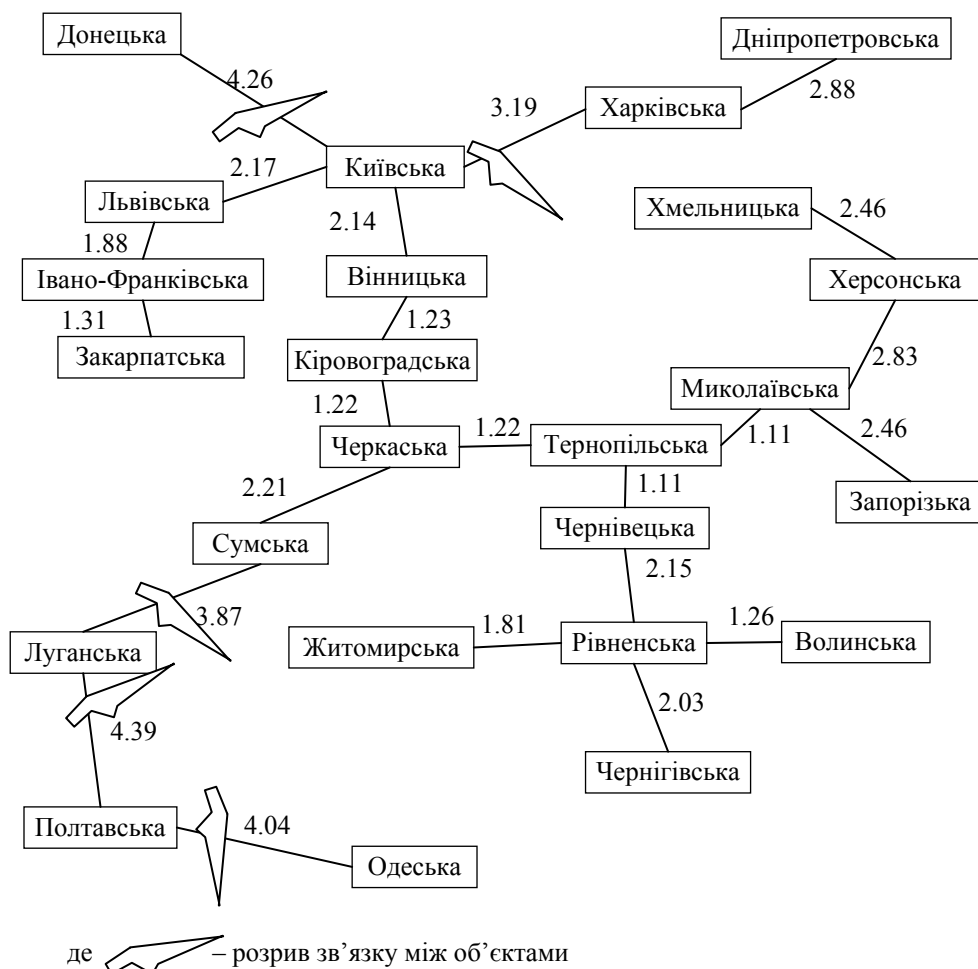 Донецька
Дніпропетровська
4.26
2.88
3.19
Харківська
Київська
2.17
Львівська
Хмельницька
2.46
2.14
1.88
Вінницька
Івано-Франківська
Херсонська
1.31
1.23
Закарпатська
Кіровоградська
2.83
Миколаївська
1.22
Черкаська
1.22
Тернопільська
1.11
2.46
2.21
1.11
Запорізька
Сумська
Чернівецька
2.15
3.87
Луганська
Житомирська
1.81
Рівненська
1.26
Волинська
2.03
4.39
Чернігівська
Полтавська
4.04
Одеська
де – розрив зв’язку між об’єктами